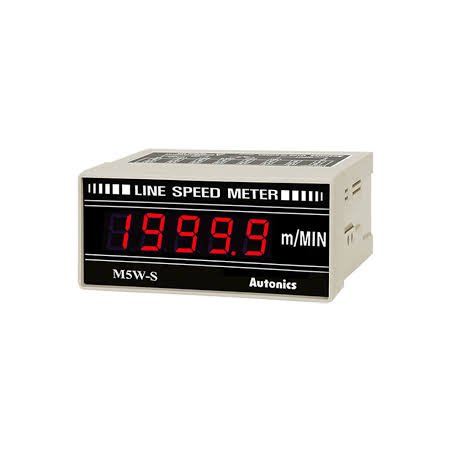 LINE SPEED METER
1999.9 m/MIN
M5W-S
Autonics